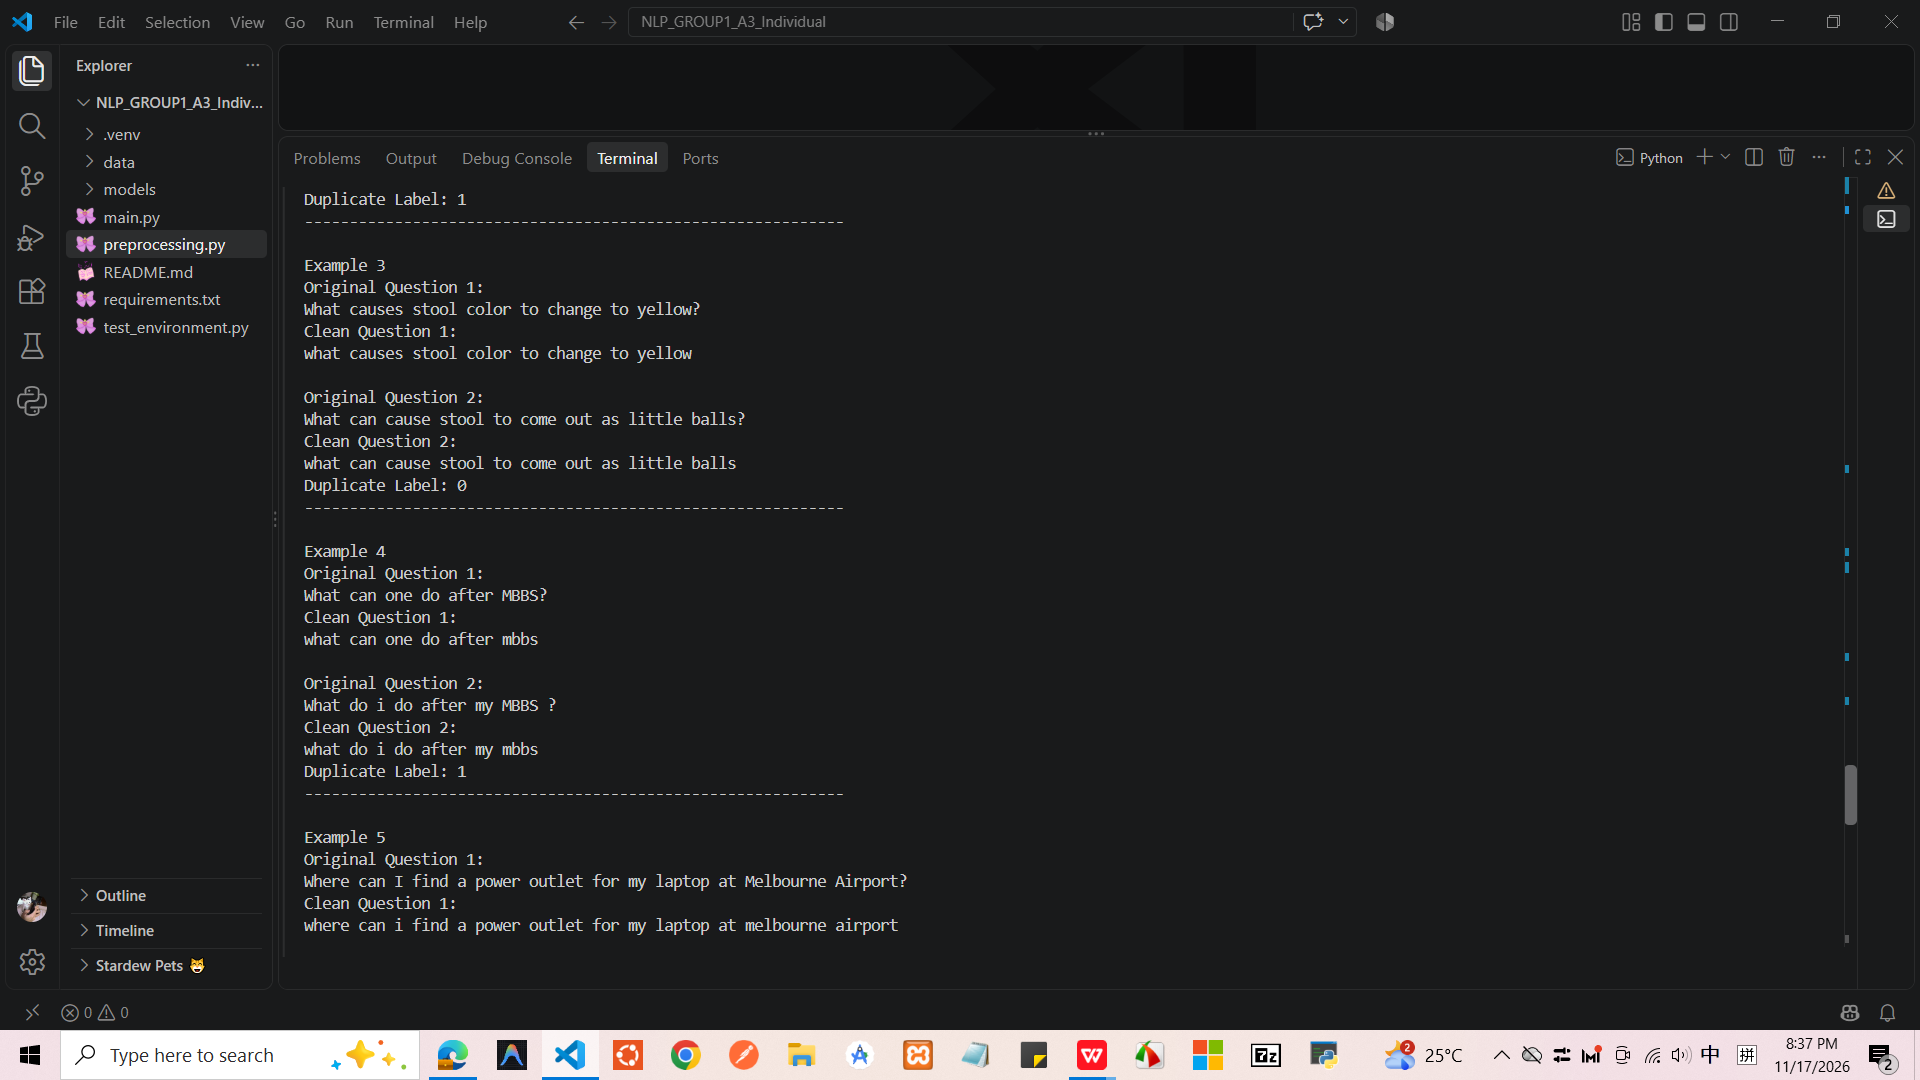 File Edit Selection View Go Run Terminal Help
NLP_GROUP1_A3_Individual
Explorer
NLP_GROUP1_A3_Indiv...
.venv
data
models
main.py
preprocessing.py
README.md
requirements.txt
test_environment.py
Outline
Timeline
Stardew Pets 😸
Problems Output Debug Console Terminal Ports
Python
Duplicate Label: 1
------------------------------------------------------------
Example 3
Original Question 1:
What causes stool color to change to yellow?
Clean Question 1:
what causes stool color to change to yellow
Original Question 2:
What can cause stool to come out as little balls?
Clean Question 2:
what can cause stool to come out as little balls
Duplicate Label: 0
------------------------------------------------------------
Example 4
Original Question 1:
What can one do after MBBS?
Clean Question 1:
what can one do after mbbs
Original Question 2:
What do i do after my MBBS ?
Clean Question 2:
what do i do after my mbbs
Duplicate Label: 1
------------------------------------------------------------
Example 5
Original Question 1:
Where can I find a power outlet for my laptop at Melbourne Airport?
Clean Question 1:
where can i find a power outlet for my laptop at melbourne airport
0 0
Type here to search
W
7z
2
25°C
中
拼
8:37 PM
11/17/2026
2